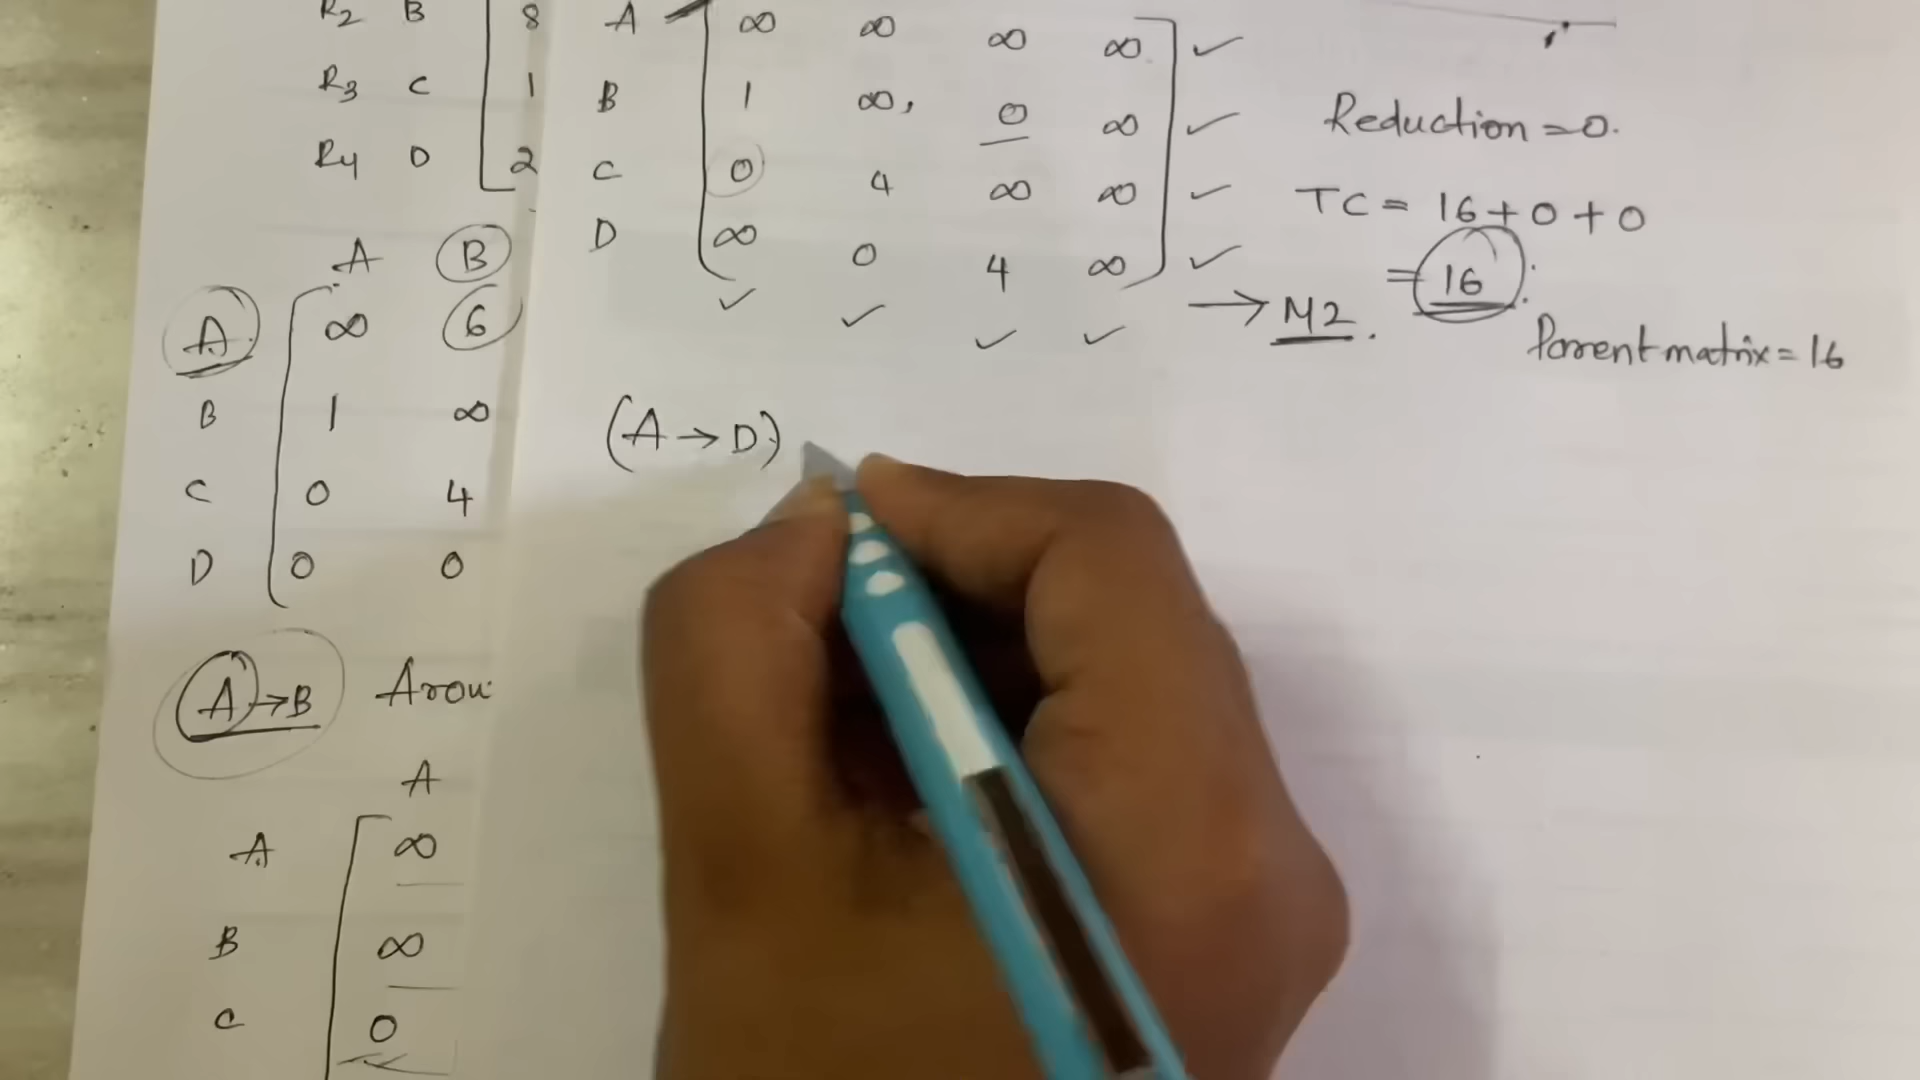 R2 B 8
R3 C 1
R4 D 2
A B
A ∞ 6
B 1 ∞
C 0 4
D 0 0
A→B A row
A
A ∞
B ∞
C 0
A ∞ ∞ ∞ ∞ ✓
B 1 ∞, 0 ∞ ✓
C 0 4 ∞ ∞ ✓
D ∞ 0 4 ∞ ✓
✓ ✓ ✓ ✓
→ M2.
Reduction = 0.
TC = 16+0+0
= 16
Parent matrix = 16
(A→D)